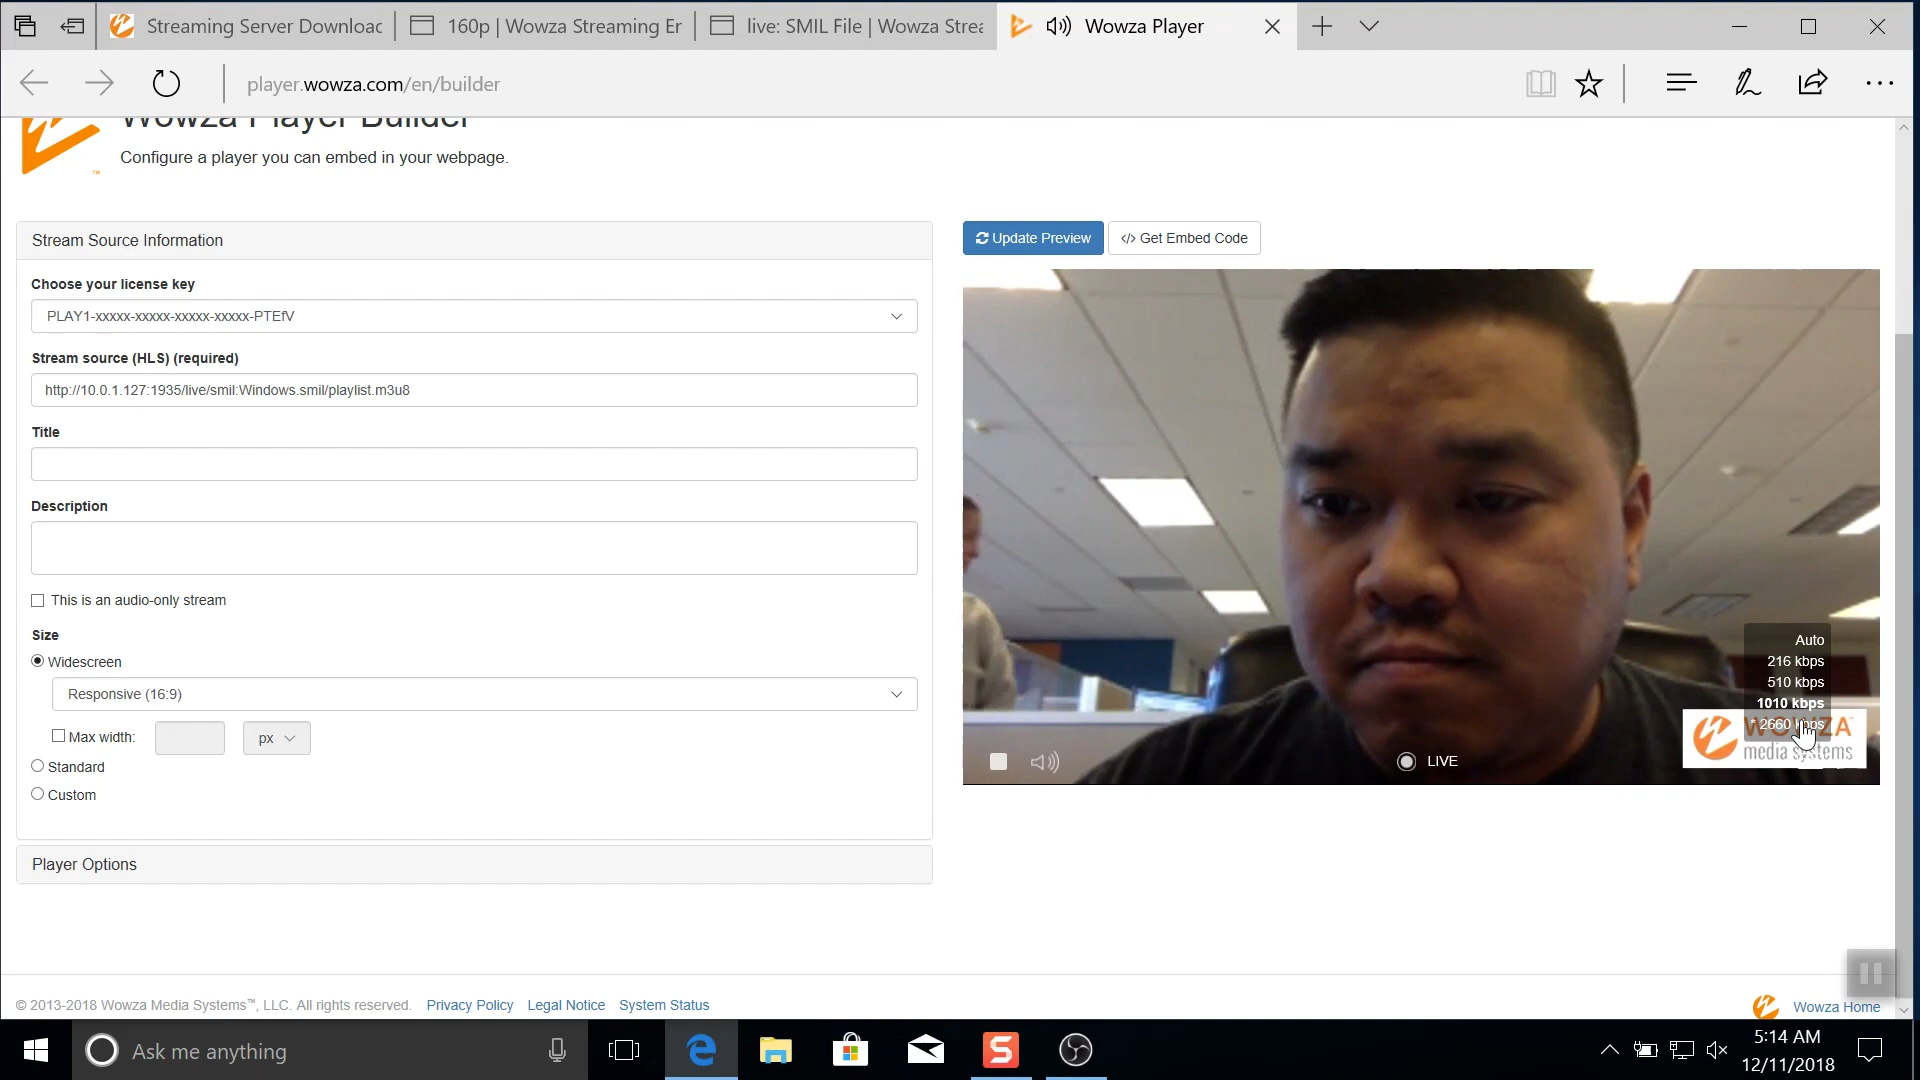 Streaming Server Downloac
160p | Wowza Streaming Er
live: SMIL File | Wowza Strea
Wowza Player
player.wowza.com/en/builder
Wowza Player Builder
Configure a player you can embed in your webpage.
Stream Source Information
Choose your license key
PLAY1-xxxxx-xxxxx-xxxxx-xxxxx-PTEfV
Stream source (HLS) (required)
http://10.0.1.127:1935/live/smil:Windows.smil/playlist.m3u8
Title
Description
This is an audio-only stream
Size
Widescreen
Responsive (16:9)
Max width:
px
Standard
Custom
Player Options
Update Preview
</> Get Embed Code
Auto
216 kbps
510 kbps
1010 kbps
* 2660 kbps
WOWZA™
media systems
LIVE
© 2013-2018 Wowza Media Systems™, LLC. All rights reserved. Privacy Policy Legal Notice System Status
Wowza Home
Ask me anything
5:14 AM
12/11/2018